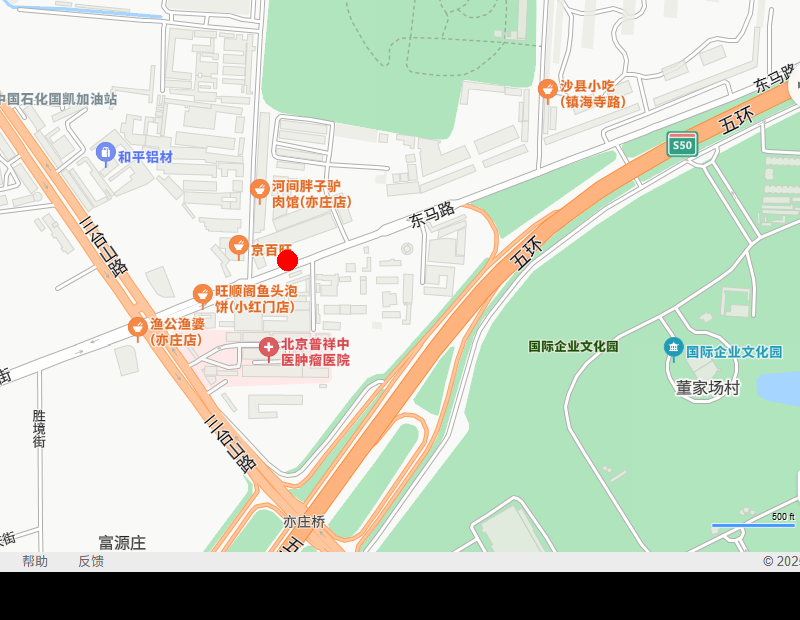 中国石化国凯加油站
沙县小吃
(镇海寺路)
东马路
五环
S50
和平铝材
河间胖子驴
肉馆(亦庄店)
东马路
三台山路
京百旺
五环
旺顺阁鱼头泡
饼(小红门店)
渔公渔婆
(亦庄店)
北京普祥中
医肿瘤医院
国际企业文化园
国际企业文化园
董家场村
街
胜境街
三台山路
500 ft
亦庄桥
富源庄
街
五
帮助
反馈
© 202